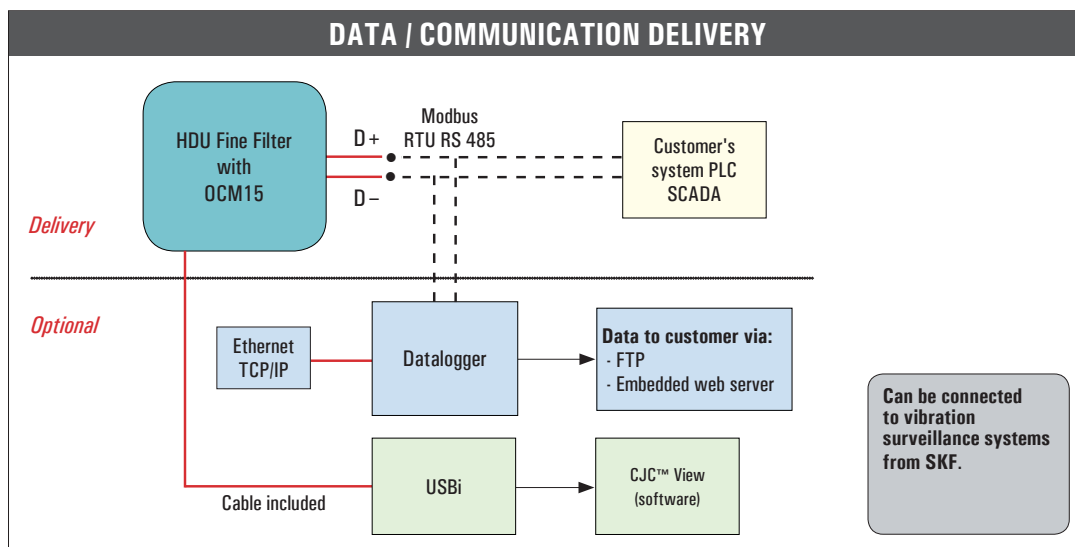 DATA / COMMUNICATION DELIVERY
HDU Fine Filter
with
OCM15
D+
D–
Modbus
RTU RS 485
Customer's
system PLC
SCADA
Delivery
Optional
Ethernet
TCP/IP
Datalogger
Data to customer via:
- FTP
- Embedded web server
Can be connected
to vibration
surveillance systems
from SKF.
Cable included
USBi
CJC™ View
(software)